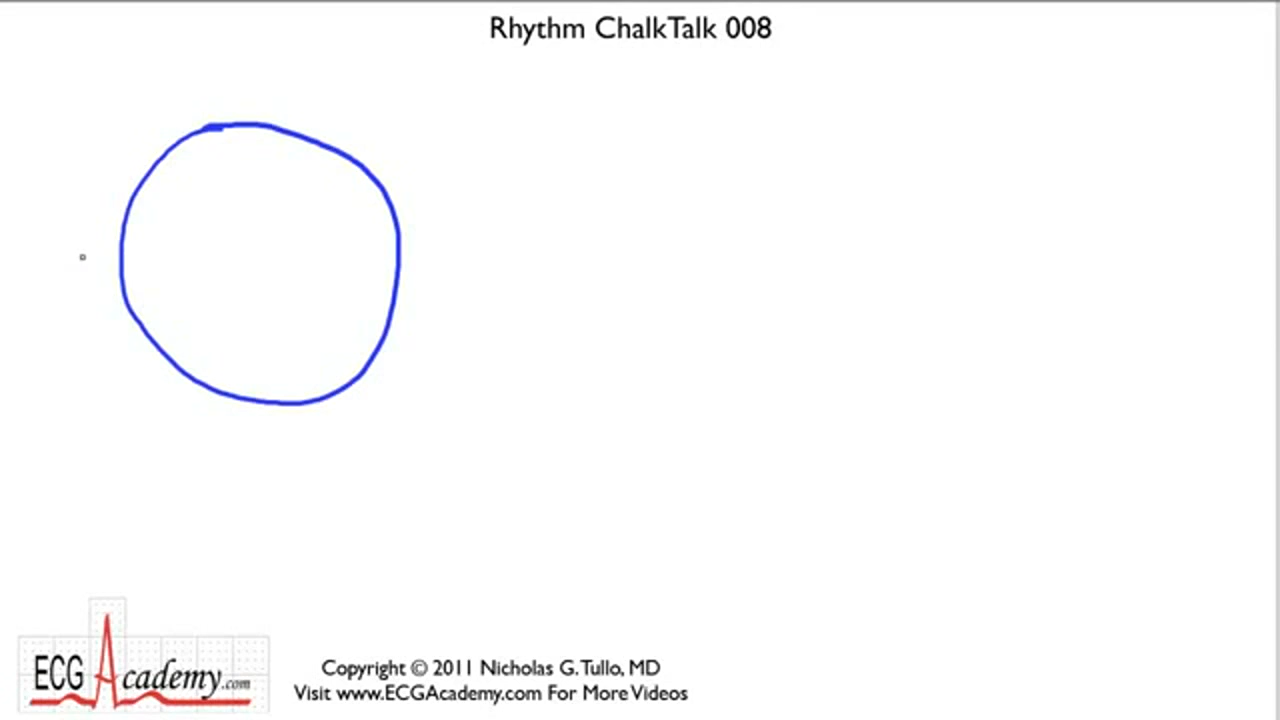 Rhythm ChalkTalk 008
ECG Academy.com
Copyright © 2011 Nicholas G. Tullo, MD
Visit www.ECGAcademy.com For More Videos